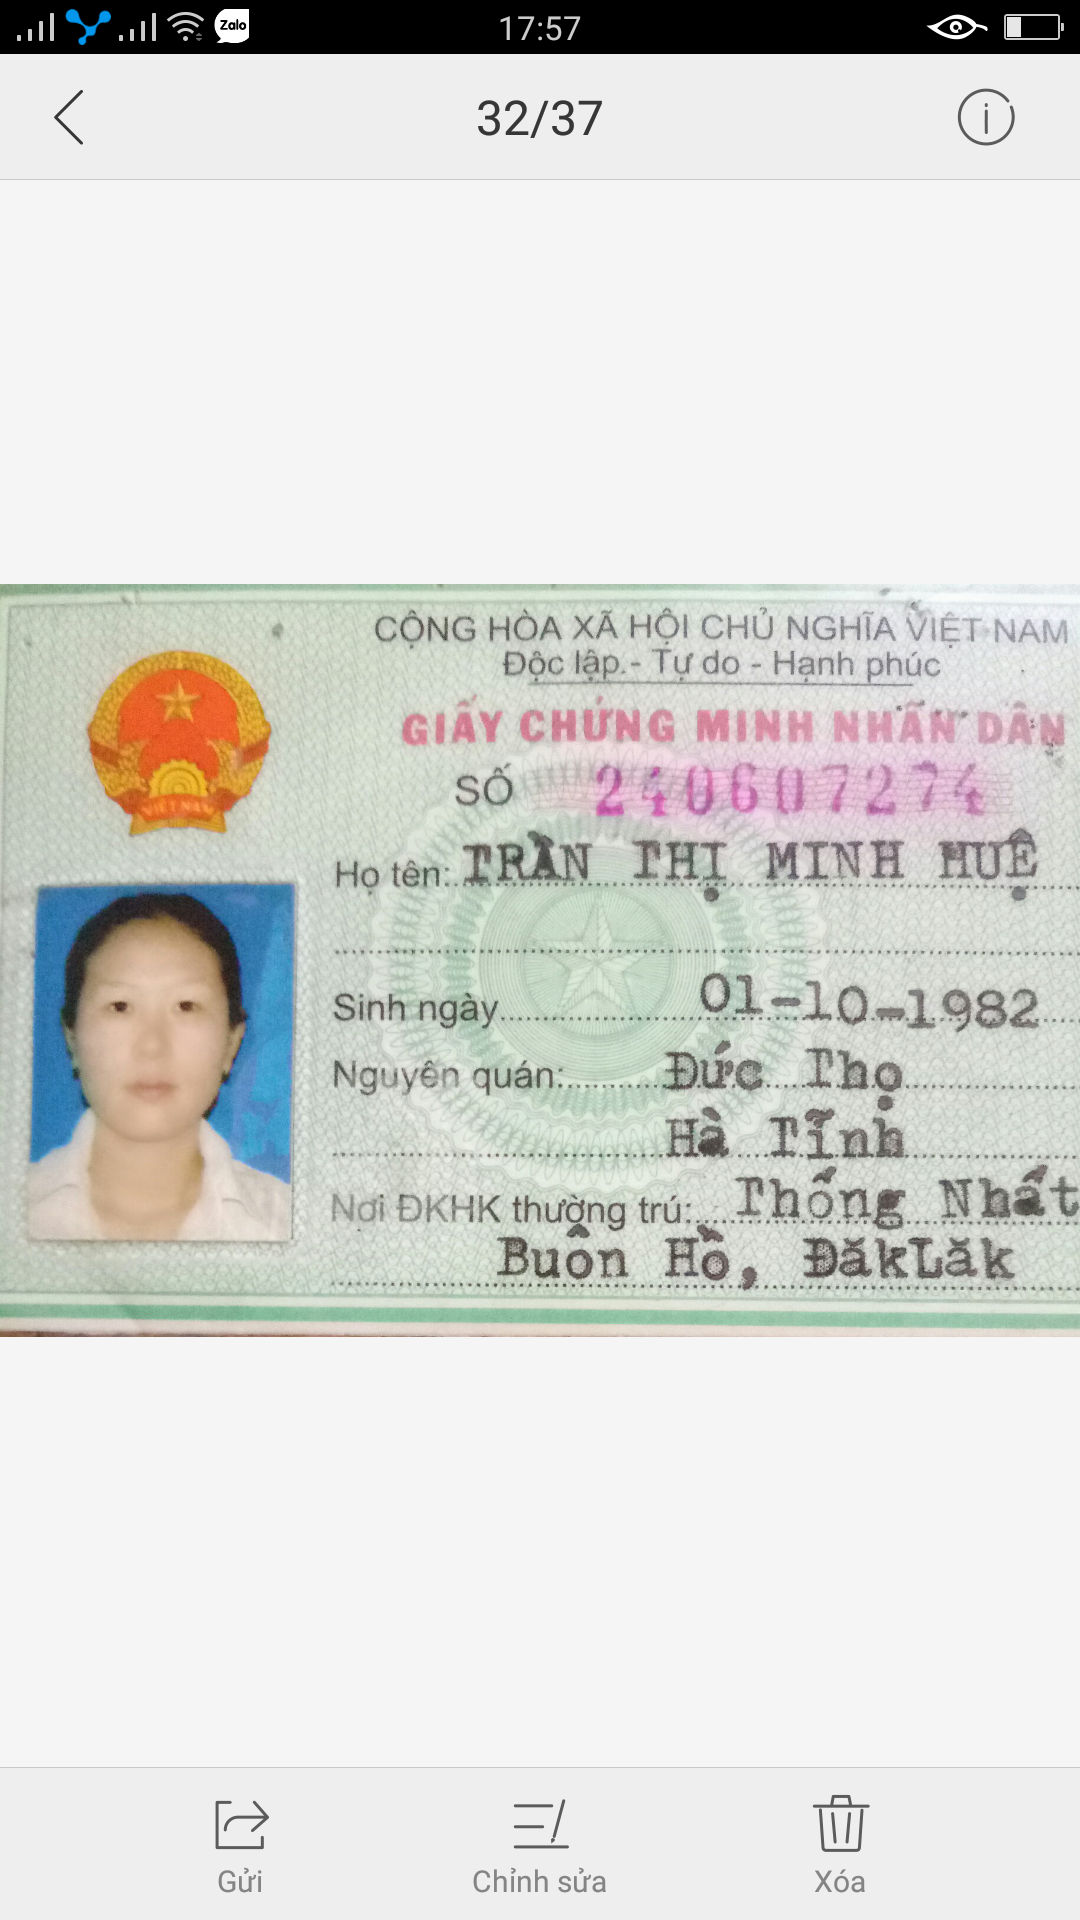 Zalo
17:57
32/37
CỘNG HÒA XÃ HỘI CHỦ NGHĨA VIỆT NAM
Độc lập - Tự do - Hạnh phúc
GIẤY CHỨNG MINH NHÂN DÂN
SỐ 240607274
VIỆT NAM
Họ tên: TRẦN THỊ MINH HUỆ
Sinh ngày 01-10-1982
Nguyên quán: Đức Thọ
Hà Tĩnh
Nơi ĐKHK thường trú: Thống Nhất
Buôn Hồ, ĐăkLăk
Gửi
Chỉnh sửa
Xóa